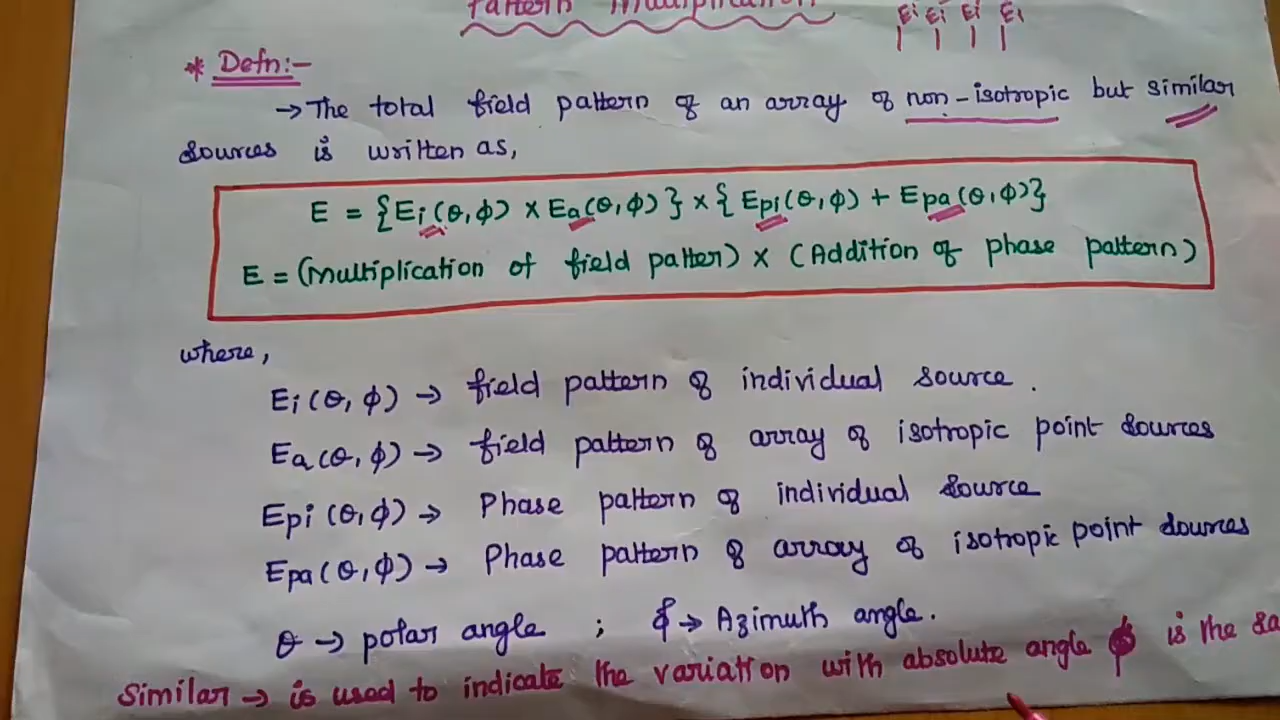 Pattern Multiplication
Ei Ei Ei Ei
* Defn:-
→ The total field pattern of an array of non-isotropic but similar
sources is written as,
E = {Ei(θ,φ) × Ea(θ,φ)} × {Epi(θ,φ) + Epa(θ,φ)}
E = (Multiplication of field patter) × (Addition of phase pattern)
where,
Ei(θ,φ) → field pattern of individual source.
Ea(θ,φ) → field pattern of array of isotropic point sources
Epi(θ,φ) → Phase pattern of individual source
Epa(θ,φ) → Phase pattern of array of isotropic point sources
θ → polar angle ; φ → Azimuth angle.
Similar → is used to indicate the variation with absolute angle φ is the sa